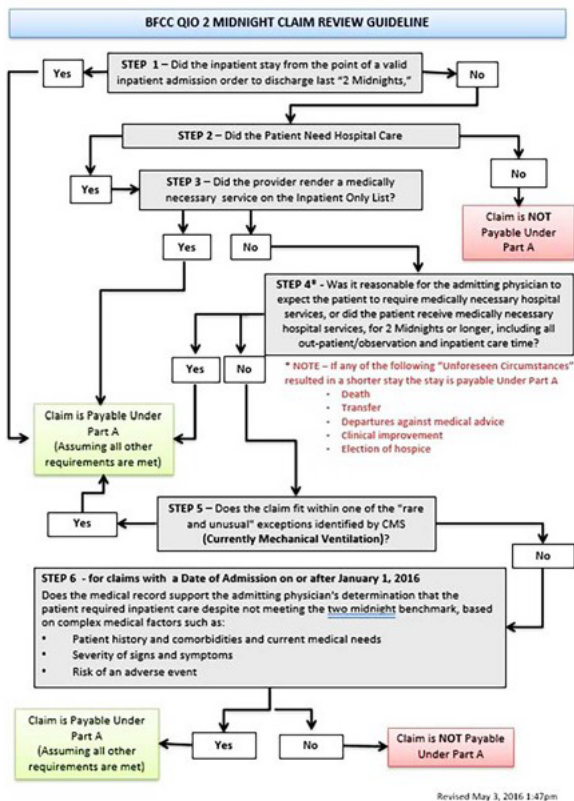 BFCC QIO 2 MIDNIGHT CLAIM REVIEW GUIDELINE
STEP 1 – Did the inpatient stay from the point of a valid
inpatient admission order to discharge last "2 Midnights,"
Yes
No
STEP 2 – Did the Patient Need Hospital Care
Yes
No
STEP 3 – Did the provider render a medically
necessary service on the Inpatient Only List?
Claim is NOT
Payable Under
Part A
Yes
No
STEP 4* - Was it reasonable for the admitting physician to
expect the patient to require medically necessary hospital
services, or did the patient receive medically necessary
hospital services, for 2 Midnights or longer, including all
out-patient/observation and inpatient care time?
Yes
No
* NOTE – If any of the following "Unforeseen Circumstances"
resulted in a shorter stay the stay is payable Under Part A
· Death
· Transfer
· Departures against medical advice
· Clinical improvement
· Election of hospice
Claim is Payable Under
Part A
(Assuming all other
requirements are met)
STEP 5 – Does the claim fit within one of the "rare
and unusual" exceptions identified by CMS
(Currently Mechanical Ventilation)?
Yes
No
STEP 6 - for claims with a Date of Admission on or after January 1, 2016
Does the medical record support the admitting physician's determination that the
patient required inpatient care despite not meeting the two midnight benchmark, based
on complex medical factors such as:
• Patient history and comorbidities and current medical needs
• Severity of signs and symptoms
• Risk of an adverse event
Claim is Payable Under
Part A
(Assuming all other
requirements are met)
Yes
No
Claim is NOT Payable
Under Part A
Revised May 3, 2016 1:47pm